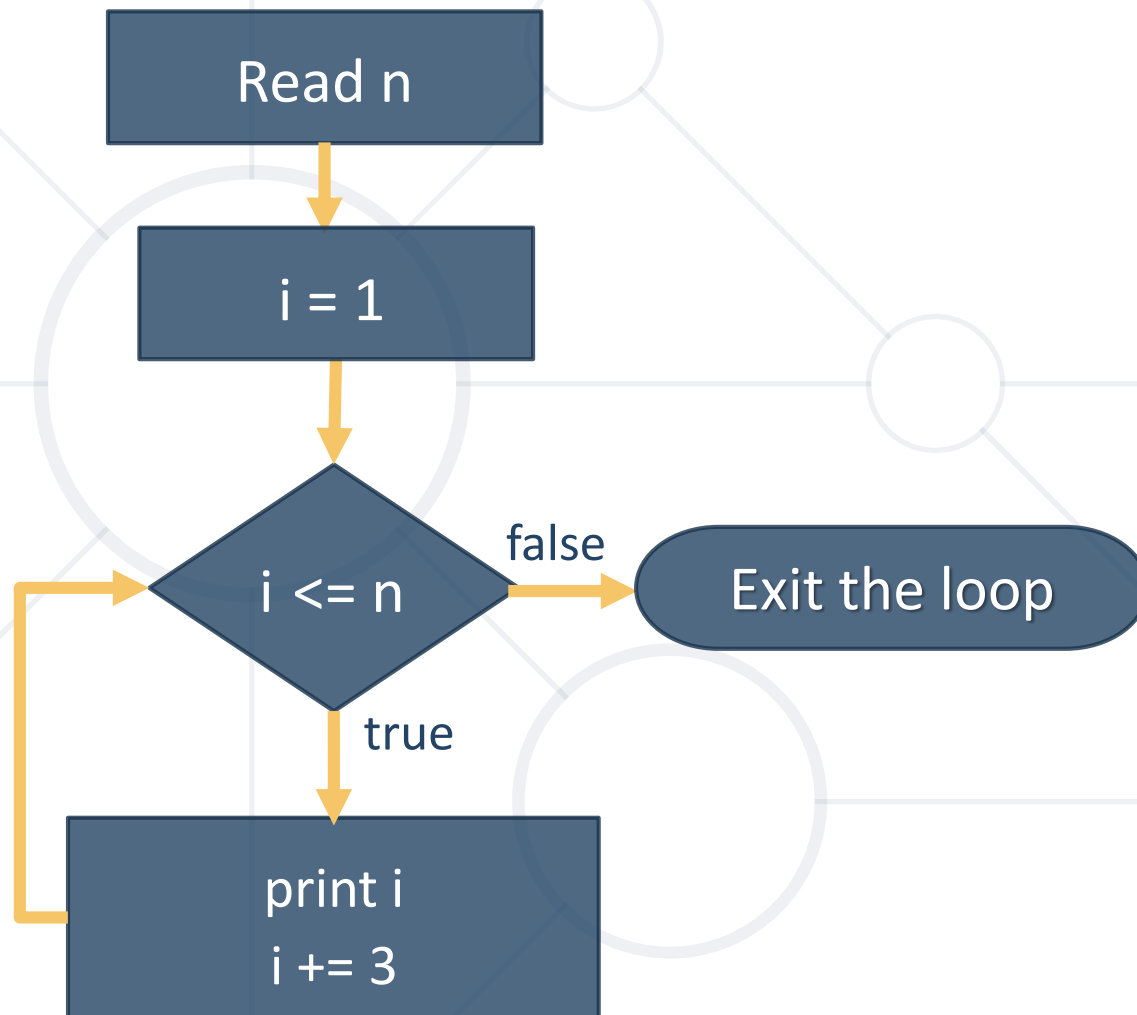 Read n
i = 1
i <= n
false
Exit the loop
true
print i
i += 3